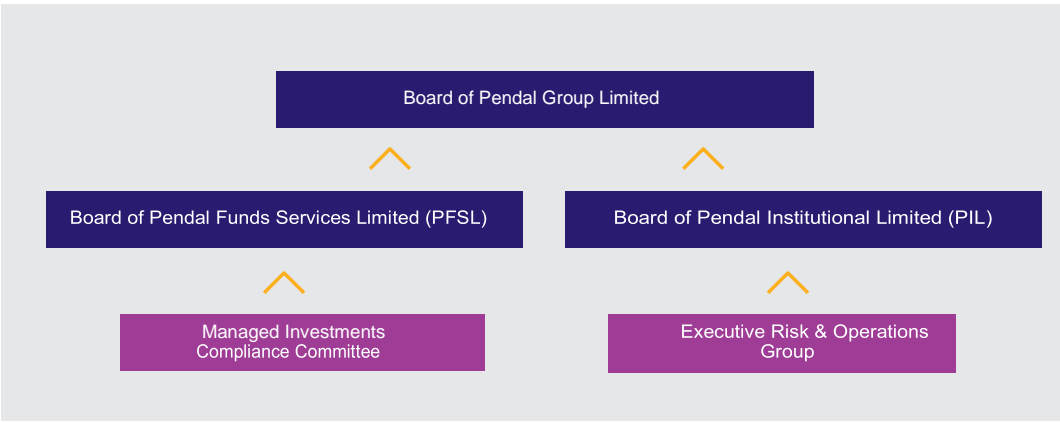 Board of Pendal Group Limited
Board of Pendal Funds Services Limited (PFSL)
Board of Pendal Institutional Limited (PIL)
Managed Investments
Compliance Committee
Executive Risk & Operations
Group